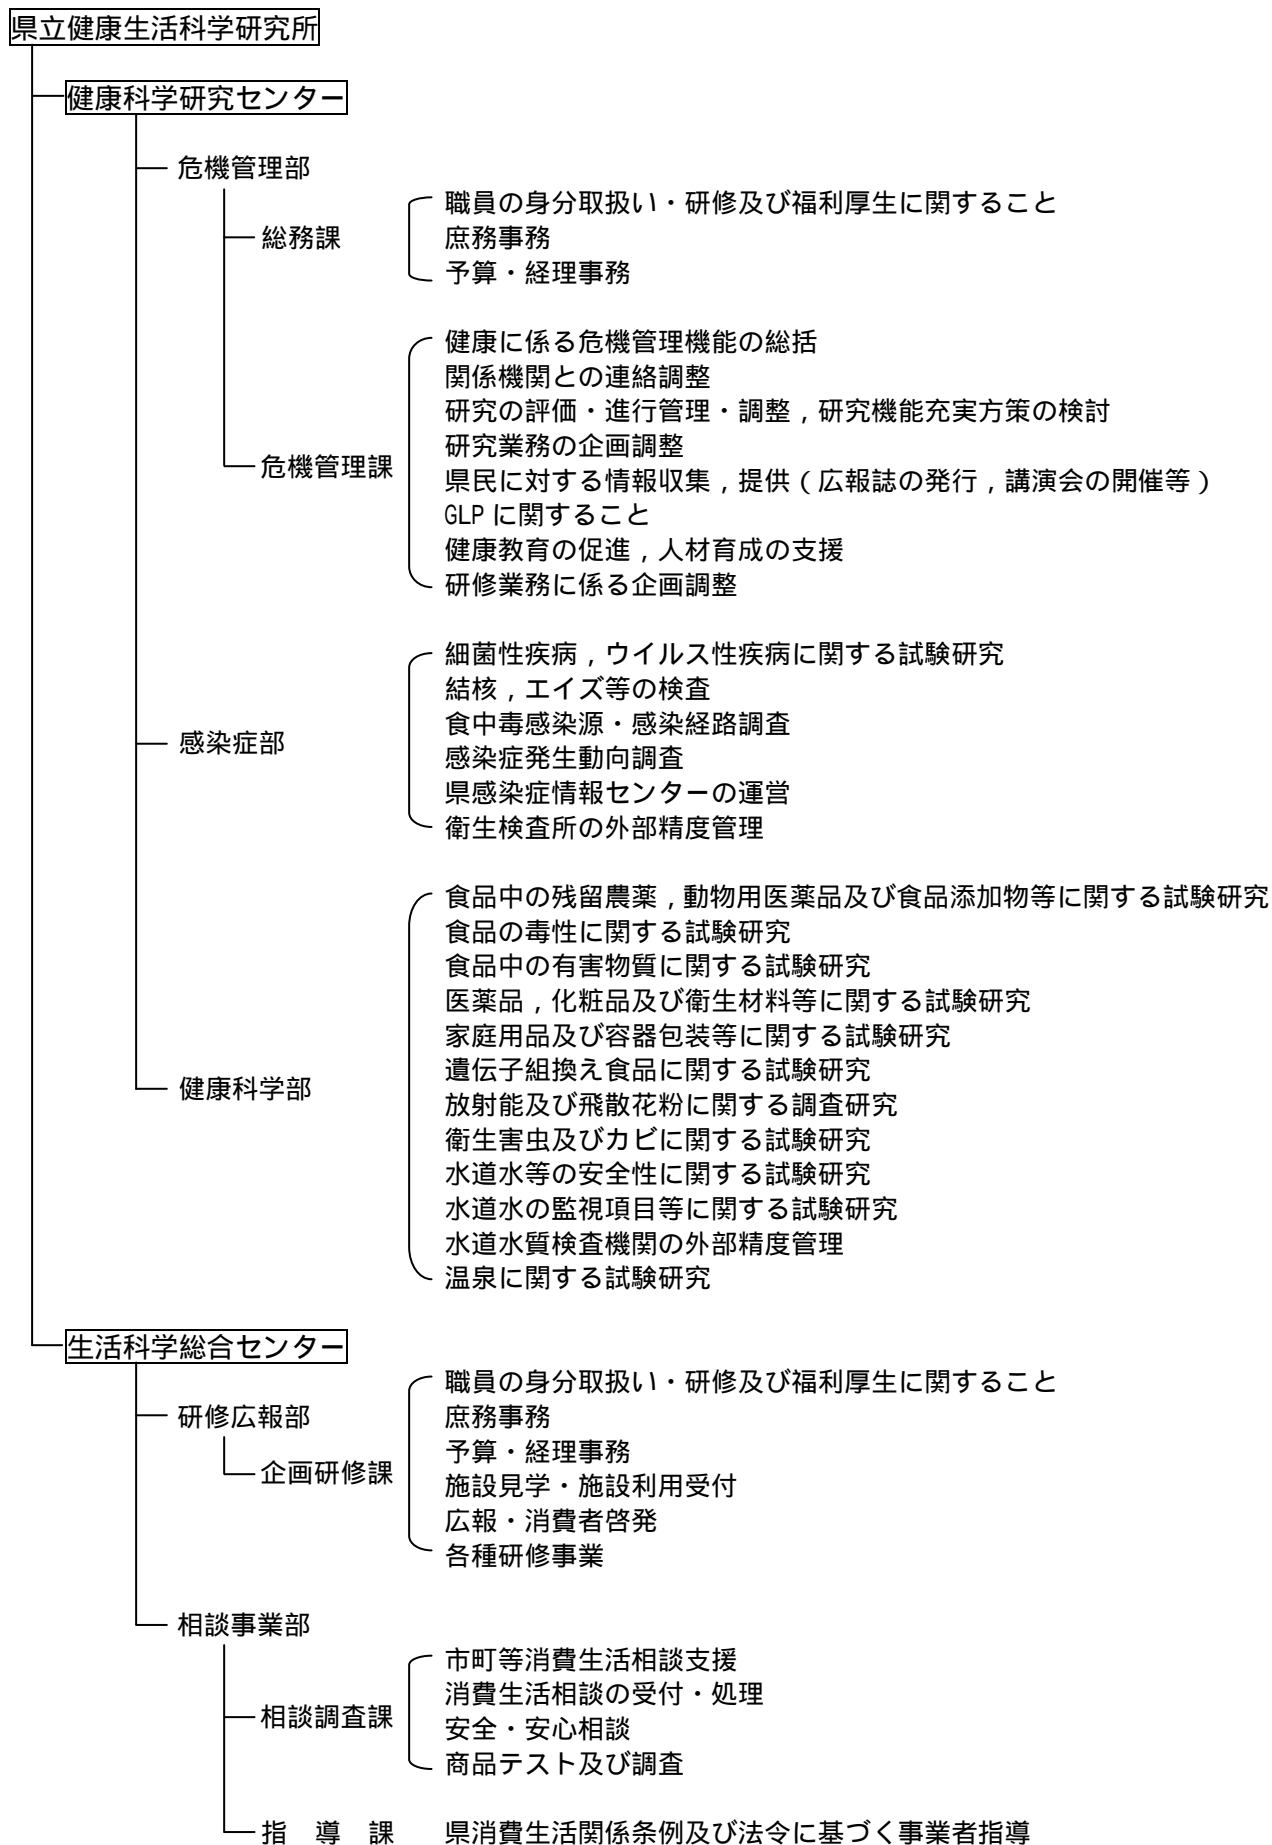 県立健康生活科学研究所
健康科学研究センター
危機管理部
総務課
職員の身分取扱い・研修及び福利厚生に関すること
庶務事務
予算・経理事務
危機管理課
健康に係る危機管理機能の総括
関係機関との連絡調整
研究の評価・進行管理・調整，研究機能充実方策の検討
研究業務の企画調整
県民に対する情報収集，提供（広報誌の発行，講演会の開催等）
GLPに関すること
健康教育の促進，人材育成の支援
研修業務に係る企画調整
感染症部
細菌性疾病，ウイルス性疾病に関する試験研究
結核，エイズ等の検査
食中毒感染源・感染経路調査
感染症発生動向調査
県感染症情報センターの運営
衛生検査所の外部精度管理
健康科学部
食品中の残留農薬，動物用医薬品及び食品添加物等に関する試験研究
食品の毒性に関する試験研究
食品中の有害物質に関する試験研究
医薬品，化粧品及び衛生材料等に関する試験研究
家庭用品及び容器包装等に関する試験研究
遺伝子組換え食品に関する試験研究
放射能及び飛散花粉に関する調査研究
衛生害虫及びカビに関する試験研究
水道水等の安全性に関する試験研究
水道水の監視項目等に関する試験研究
水道水質検査機関の外部精度管理
温泉に関する試験研究
生活科学総合センター
研修広報部
企画研修課
職員の身分取扱い・研修及び福利厚生に関すること
庶務事務
予算・経理事務
施設見学・施設利用受付
広報・消費者啓発
各種研修事業
相談事業部
相談調査課
市町等消費生活相談支援
消費生活相談の受付・処理
安全・安心相談
商品テスト及び調査
指　導　課　県消費生活関係条例及び法令に基づく事業者指導